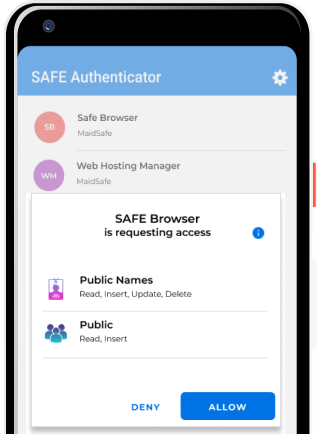 SAFE Authenticator
SB
Safe Browser
MaidSafe
WM
Web Hosting Manager
MaidSafe
SAFE Browser
is requesting access
i
Public Names
Read, Insert, Update, Delete
Public
Read, Insert
DENY
ALLOW